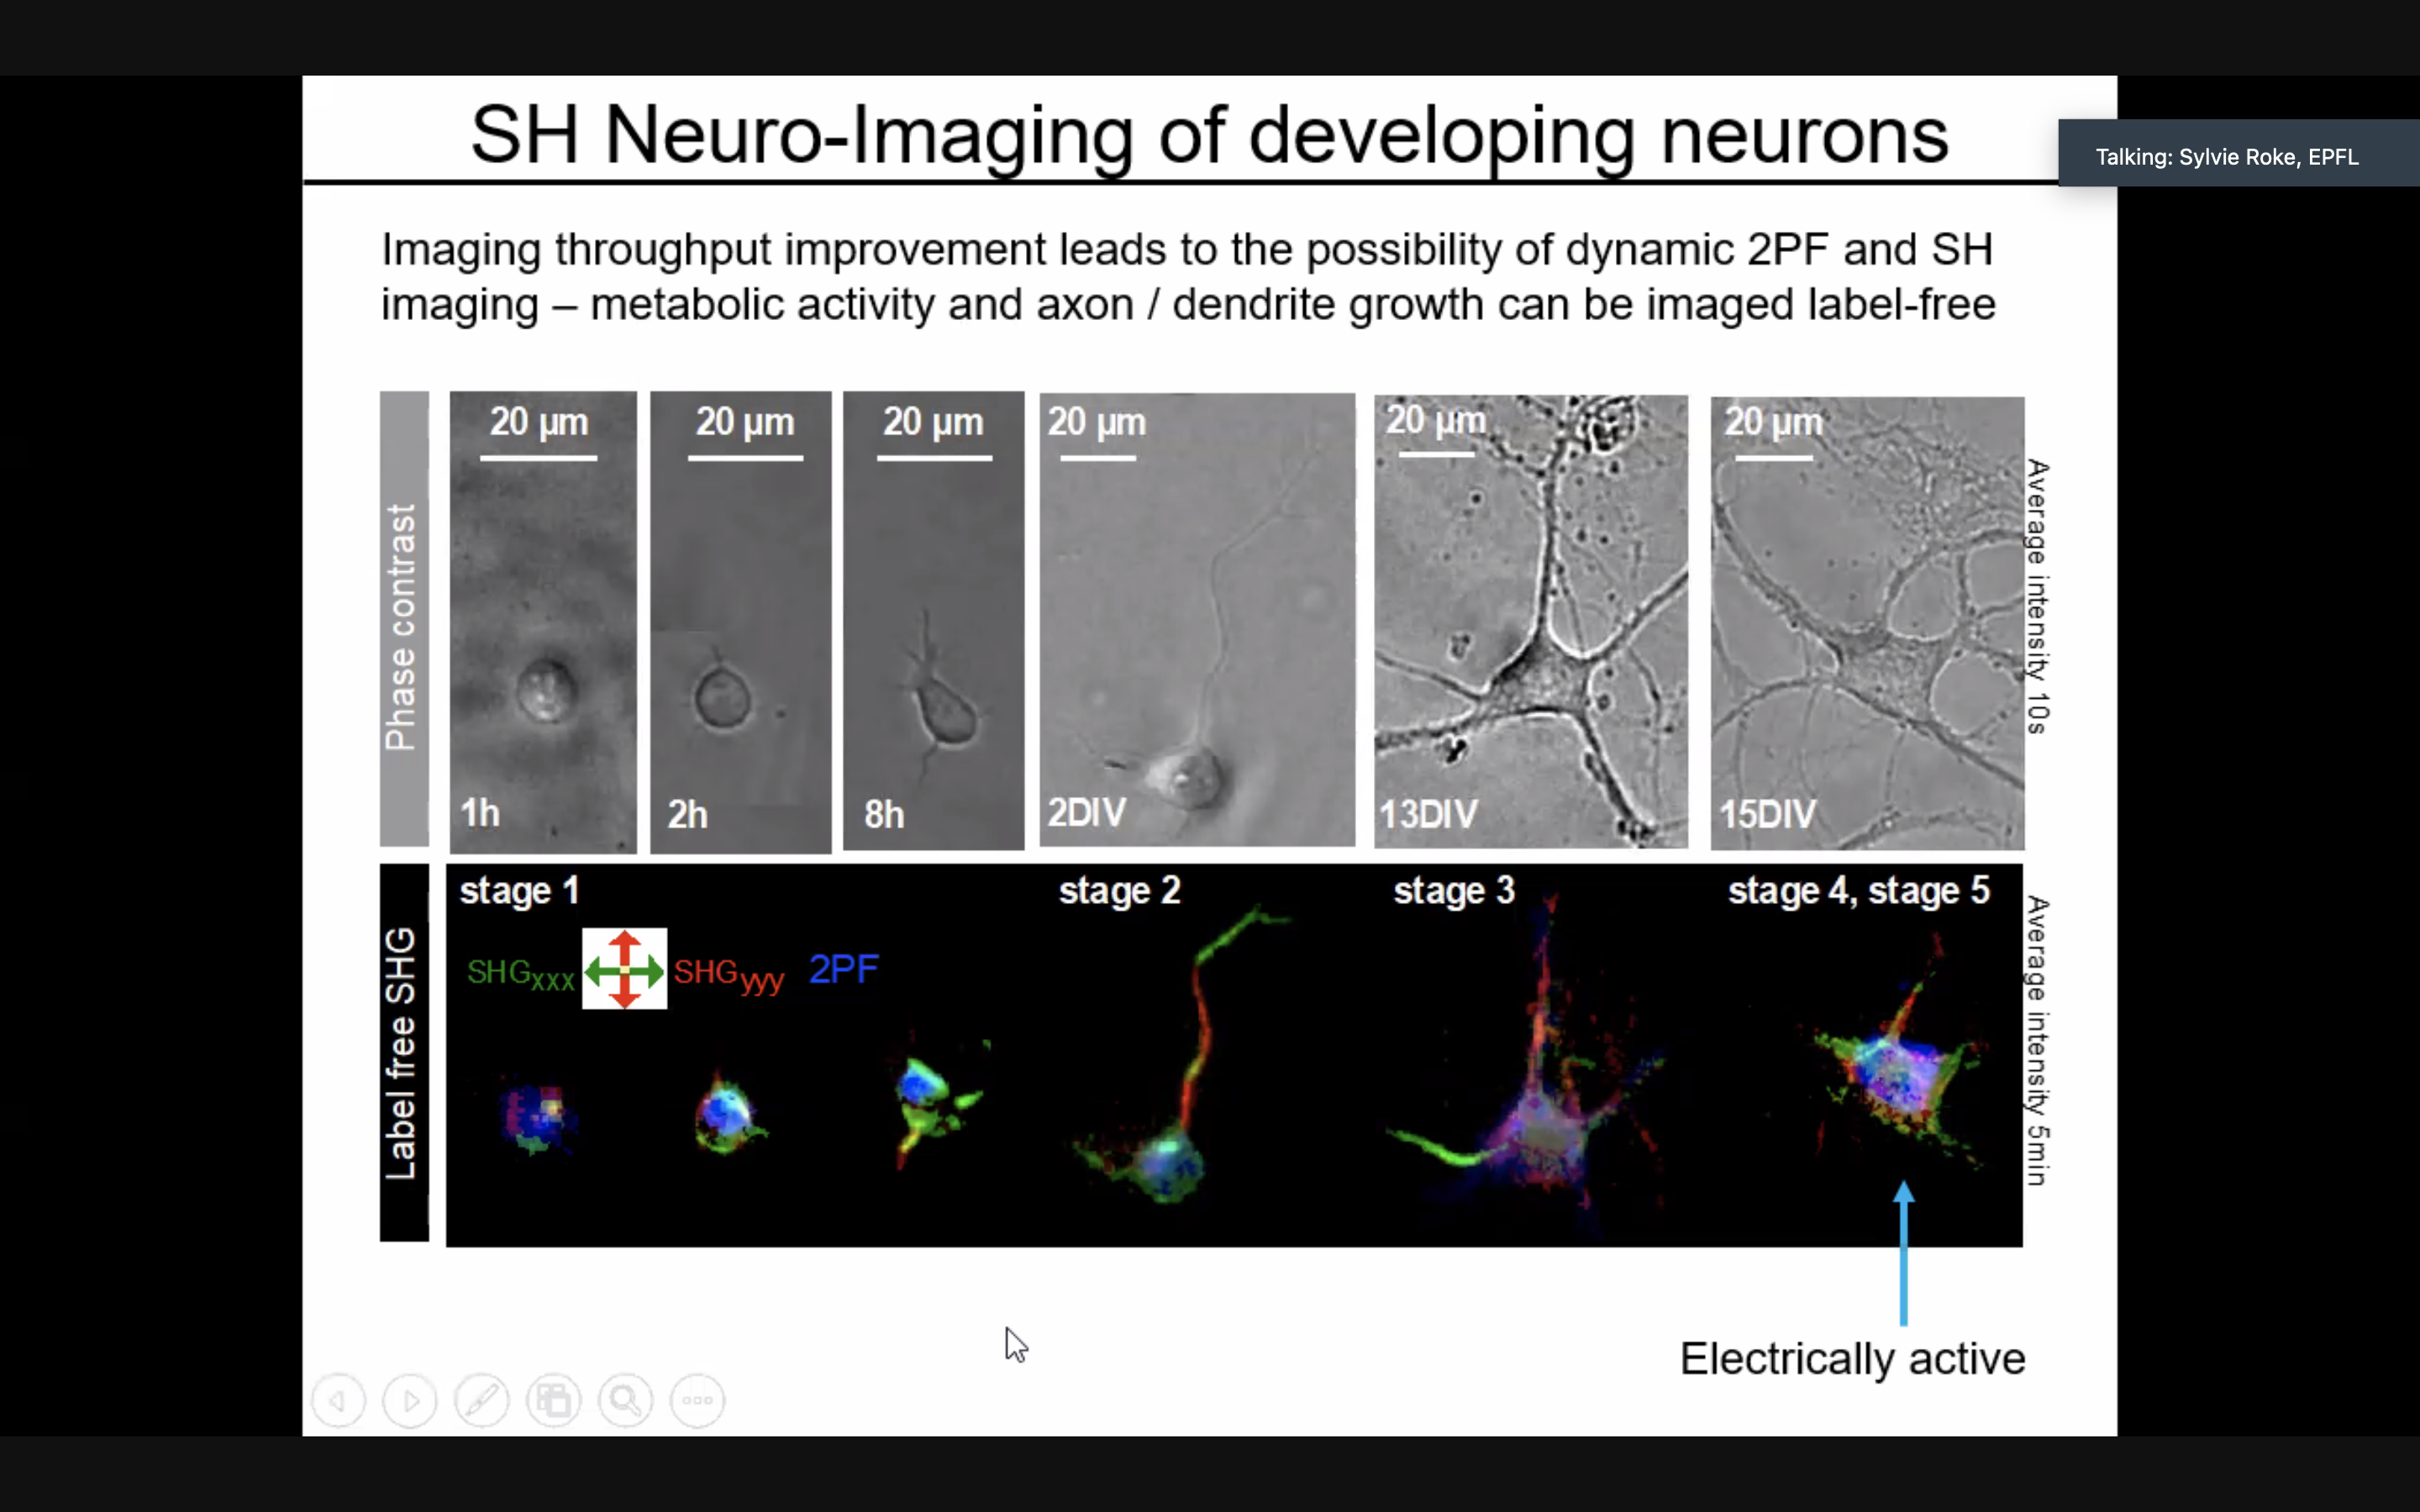 SH Neuro-Imaging of developing neurons
Talking: Sylvie Roke, EPFL
Imaging throughput improvement leads to the possibility of dynamic 2PF and SH
imaging – metabolic activity and axon / dendrite growth can be imaged label-free
Phase contrast
20 µm
20 µm
20 µm
20 µm
20 µm
20 µm
1h
2h
8h
2DIV
13DIV
15DIV
Average intensity 10s
Label free SHG
stage 1
stage 2
stage 3
stage 4, stage 5
SHGxxx
SHGyyy
2PF
Average intensity 5min
Electrically active